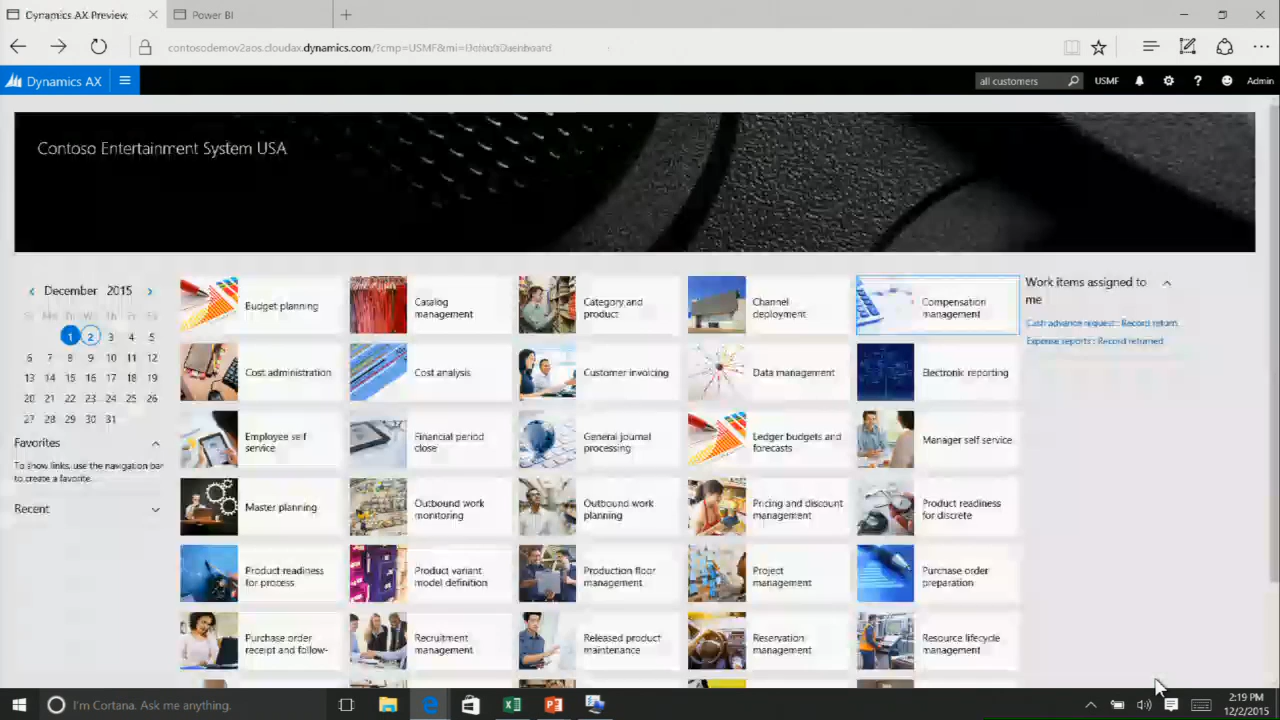 Dynamics AX Preview
Power BI
contosodemov2aos.cloudax.dynamics.com/?cmp=USMF&mi=DefaultDashboard
Dynamics AX
all customers
USMF
Admin
Contoso Entertainment System USA
December 2015
1 2 3 4 5
6 7 8 9 10 11 12
13 14 15 16 17 18 19
20 21 22 23 24 25 26
27 28 29 30 31
Favorites
To show links, use the navigation bar
to create a favorite.
Recent
Budget planning
Catalog
management
Category and
product
Channel
deployment
Compensation
management
Cost administration
Cost analysis
Customer invoicing
Data management
Electronic reporting
Employee self
service
Financial period
close
General journal
processing
Ledger budgets and
forecasts
Manager self service
Master planning
Outbound work
monitoring
Outbound work
planning
Pricing and discount
management
Product readiness
for discrete
Product readiness
for process
Product variant
model definition
Production floor
management
Project
management
Purchase order
preparation
Purchase order
receipt and follow-
Recruitment
management
Released product
maintenance
Reservation
management
Resource lifecycle
management
Work items assigned to
me
Cash advance request : Record return
Expense reports : Record returned
I'm Cortana. Ask me anything.
2:19 PM
12/2/2015